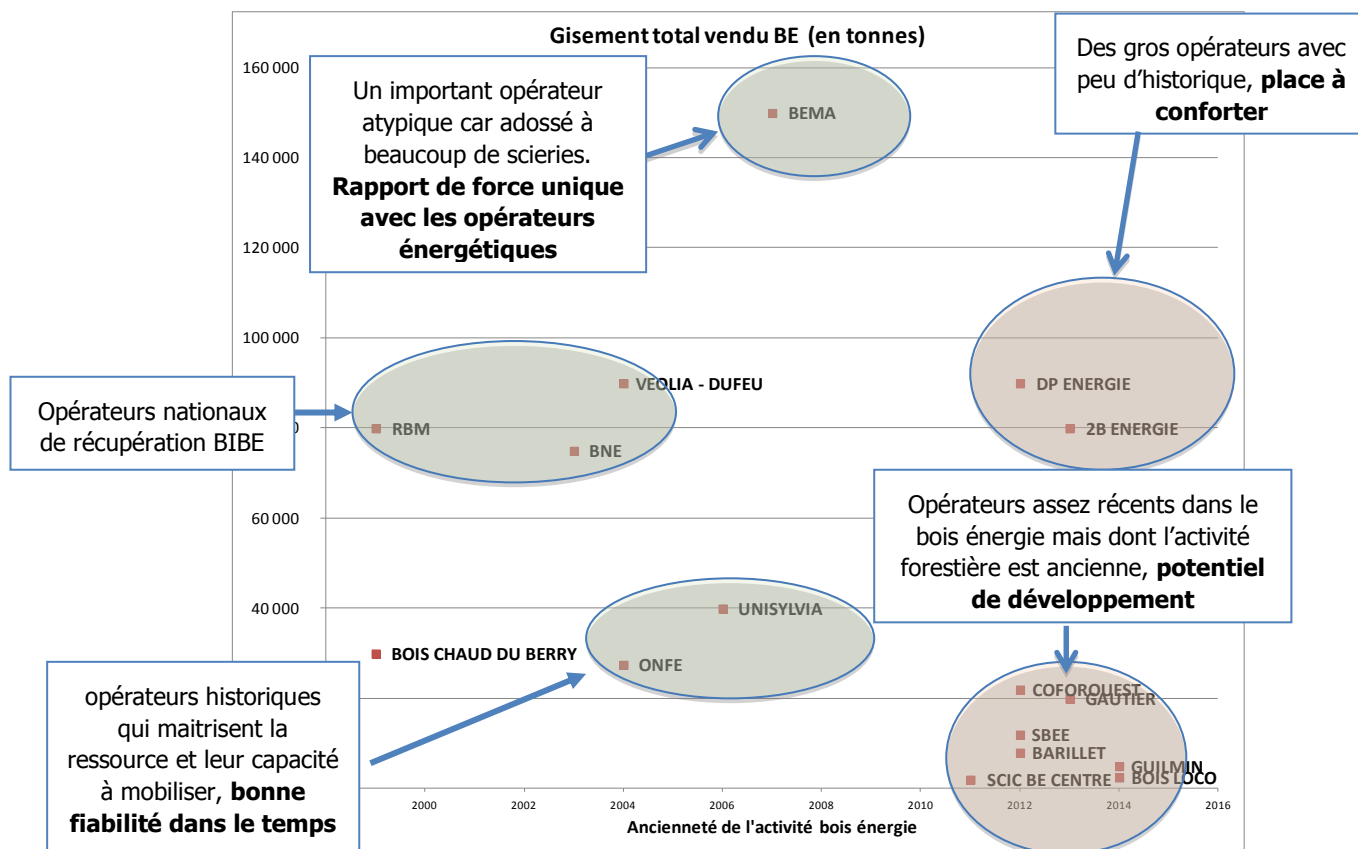 Gisement total vendu BE (en tonnes)
Des gros opérateurs avec
peu d'historique, place à
conforter
160 000
Un important opérateur
atypique car adossé à
beaucoup de scieries.
Rapport de force unique
avec les opérateurs
énergétiques
BEMA
140 000
120 000
100 000
VEOLIA - DUFEU
DP ENERGIE
Opérateurs nationaux
de récupération BIBE
RBM
BNE
2B ENERGIE
Opérateurs assez récents dans le
bois énergie mais dont l'activité
forestière est ancienne, potentiel
de développement
60 000
40 000
UNISYLVIA
BOIS CHAUD DU BERRY
ONFE
opérateurs historiques
qui maitrisent la
ressource et leur capacité
à mobiliser, bonne
fiabilité dans le temps
COFOROUEST
GAUTIER
SBEE
BARILLET
GUILMIN
SCIC BE CENTRE
BOIS LOCO
2000 2002 2004 2006 2008 2010 2012 2014 2016
Ancienneté de l'activité bois énergie